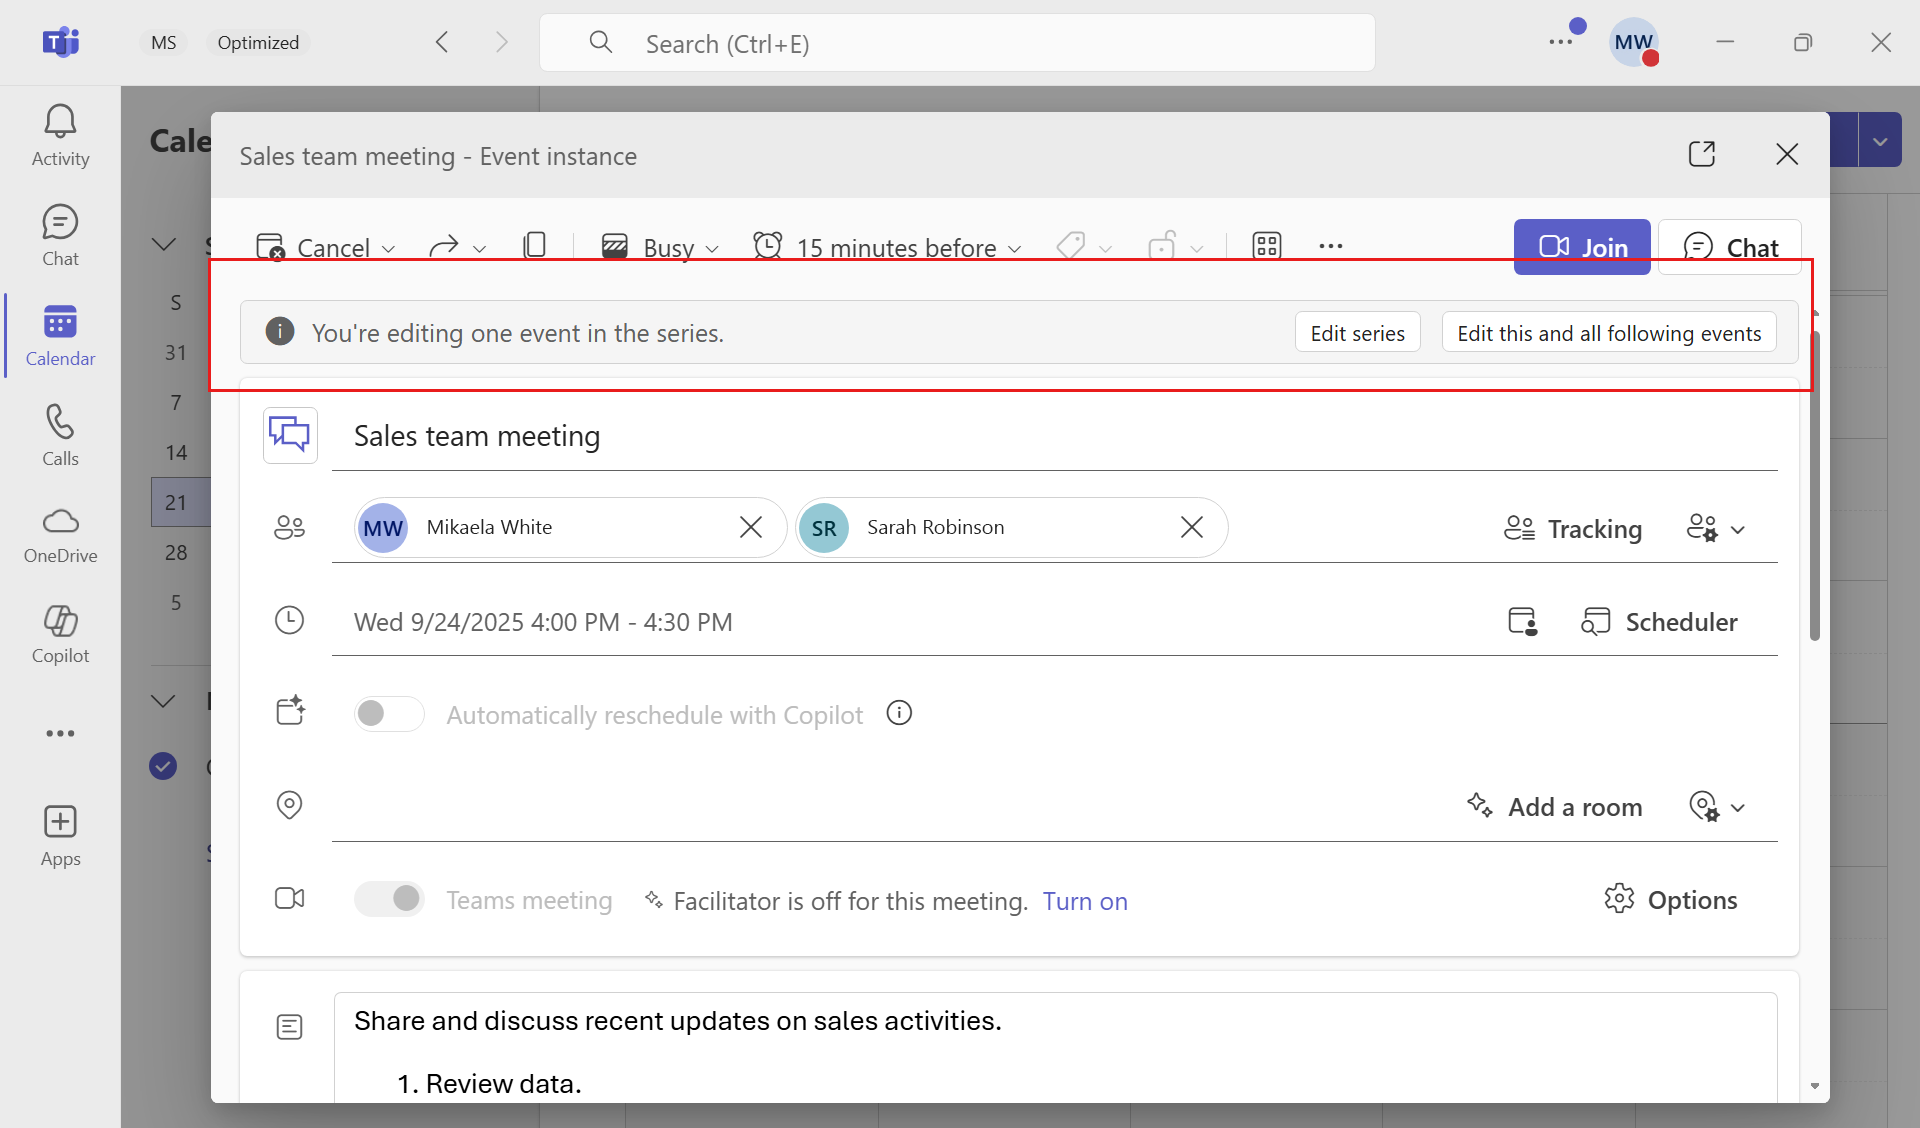 MS Optimized Search (Ctrl+E) MW
Activity
Chat
Calendar
Calls
OneDrive
Copilot
Apps
Cale
S
31
7
14
21
28
5
Sales team meeting - Event instance
Cancel Busy 15 minutes before Join Chat
You're editing one event in the series. Edit series Edit this and all following events
Sales team meeting
MW Mikaela White SR Sarah Robinson Tracking
Wed 9/24/2025 4:00 PM - 4:30 PM Scheduler
Automatically reschedule with Copilot
Add a room
Teams meeting Facilitator is off for this meeting. Turn on Options
Share and discuss recent updates on sales activities.
1. Review data.